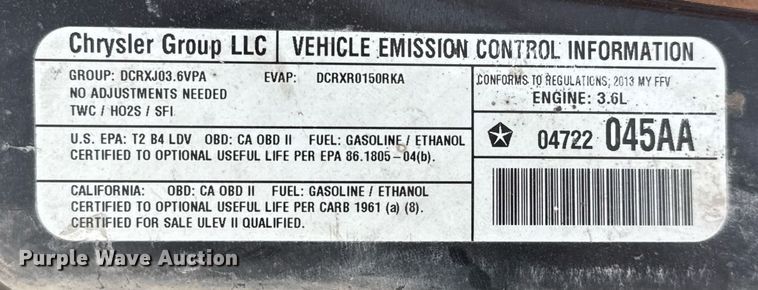 Chrysler Group LLC | VEHICLE EMISSION CONTROL INFORMATION
GROUP: DCRXJ03.6VPA EVAP: DCRXR0150RKA
NO ADJUSTMENTS NEEDED
TWC / HO2S / SFI
CONFORMS TO REGULATIONS; 2013 MY FFV
ENGINE: 3.6L
U.S. EPA: T2 B4 LDV OBD: CA OBD II FUEL: GASOLINE / ETHANOL
CERTIFIED TO OPTIONAL USEFUL LIFE PER EPA 86.1805-04(b).
04722 045AA
CALIFORNIA: OBD: CA OBD II FUEL: GASOLINE / ETHANOL
CERTIFIED TO OPTIONAL USEFUL LIFE PER CARB 1961 (a) (8).
CERTIFIED FOR SALE ULEV II QUALIFIED.
Purple Wave Auction